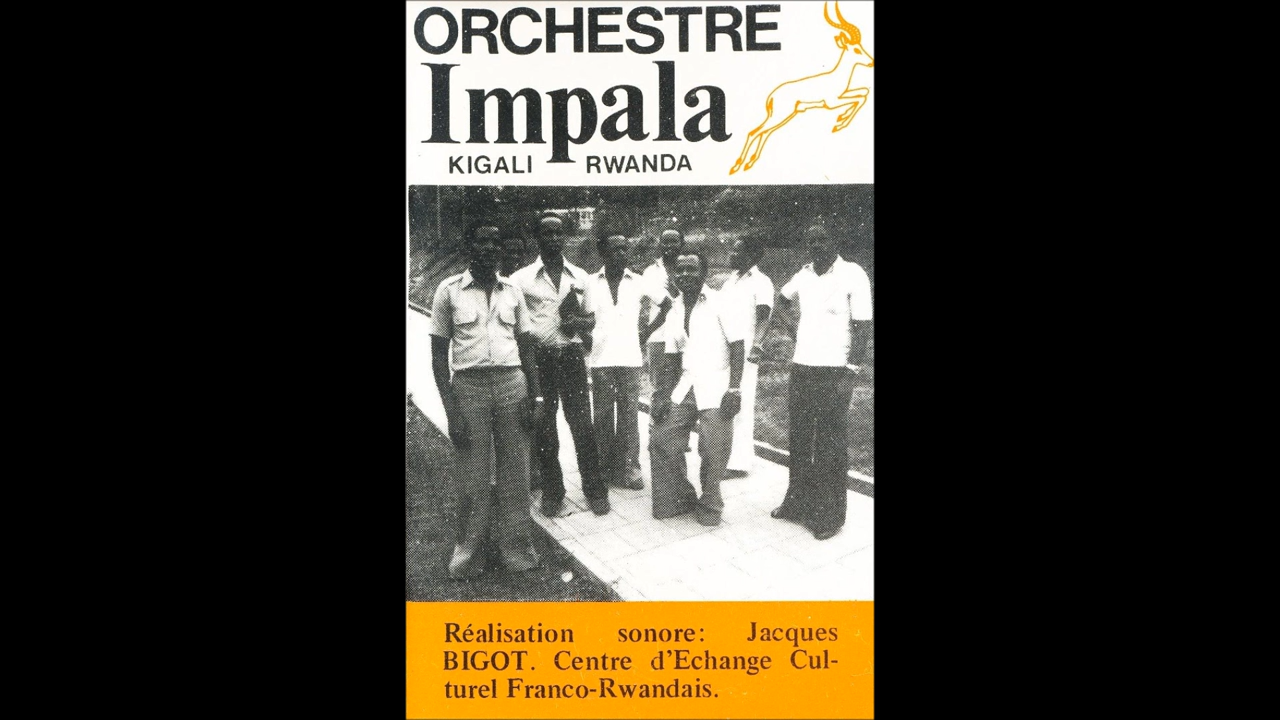 ORCHESTRE
Impala
KIGALI RWANDA
Réalisation sonore: Jacques
BIGOT. Centre d'Echange Cul-
turel Franco-Rwandais.